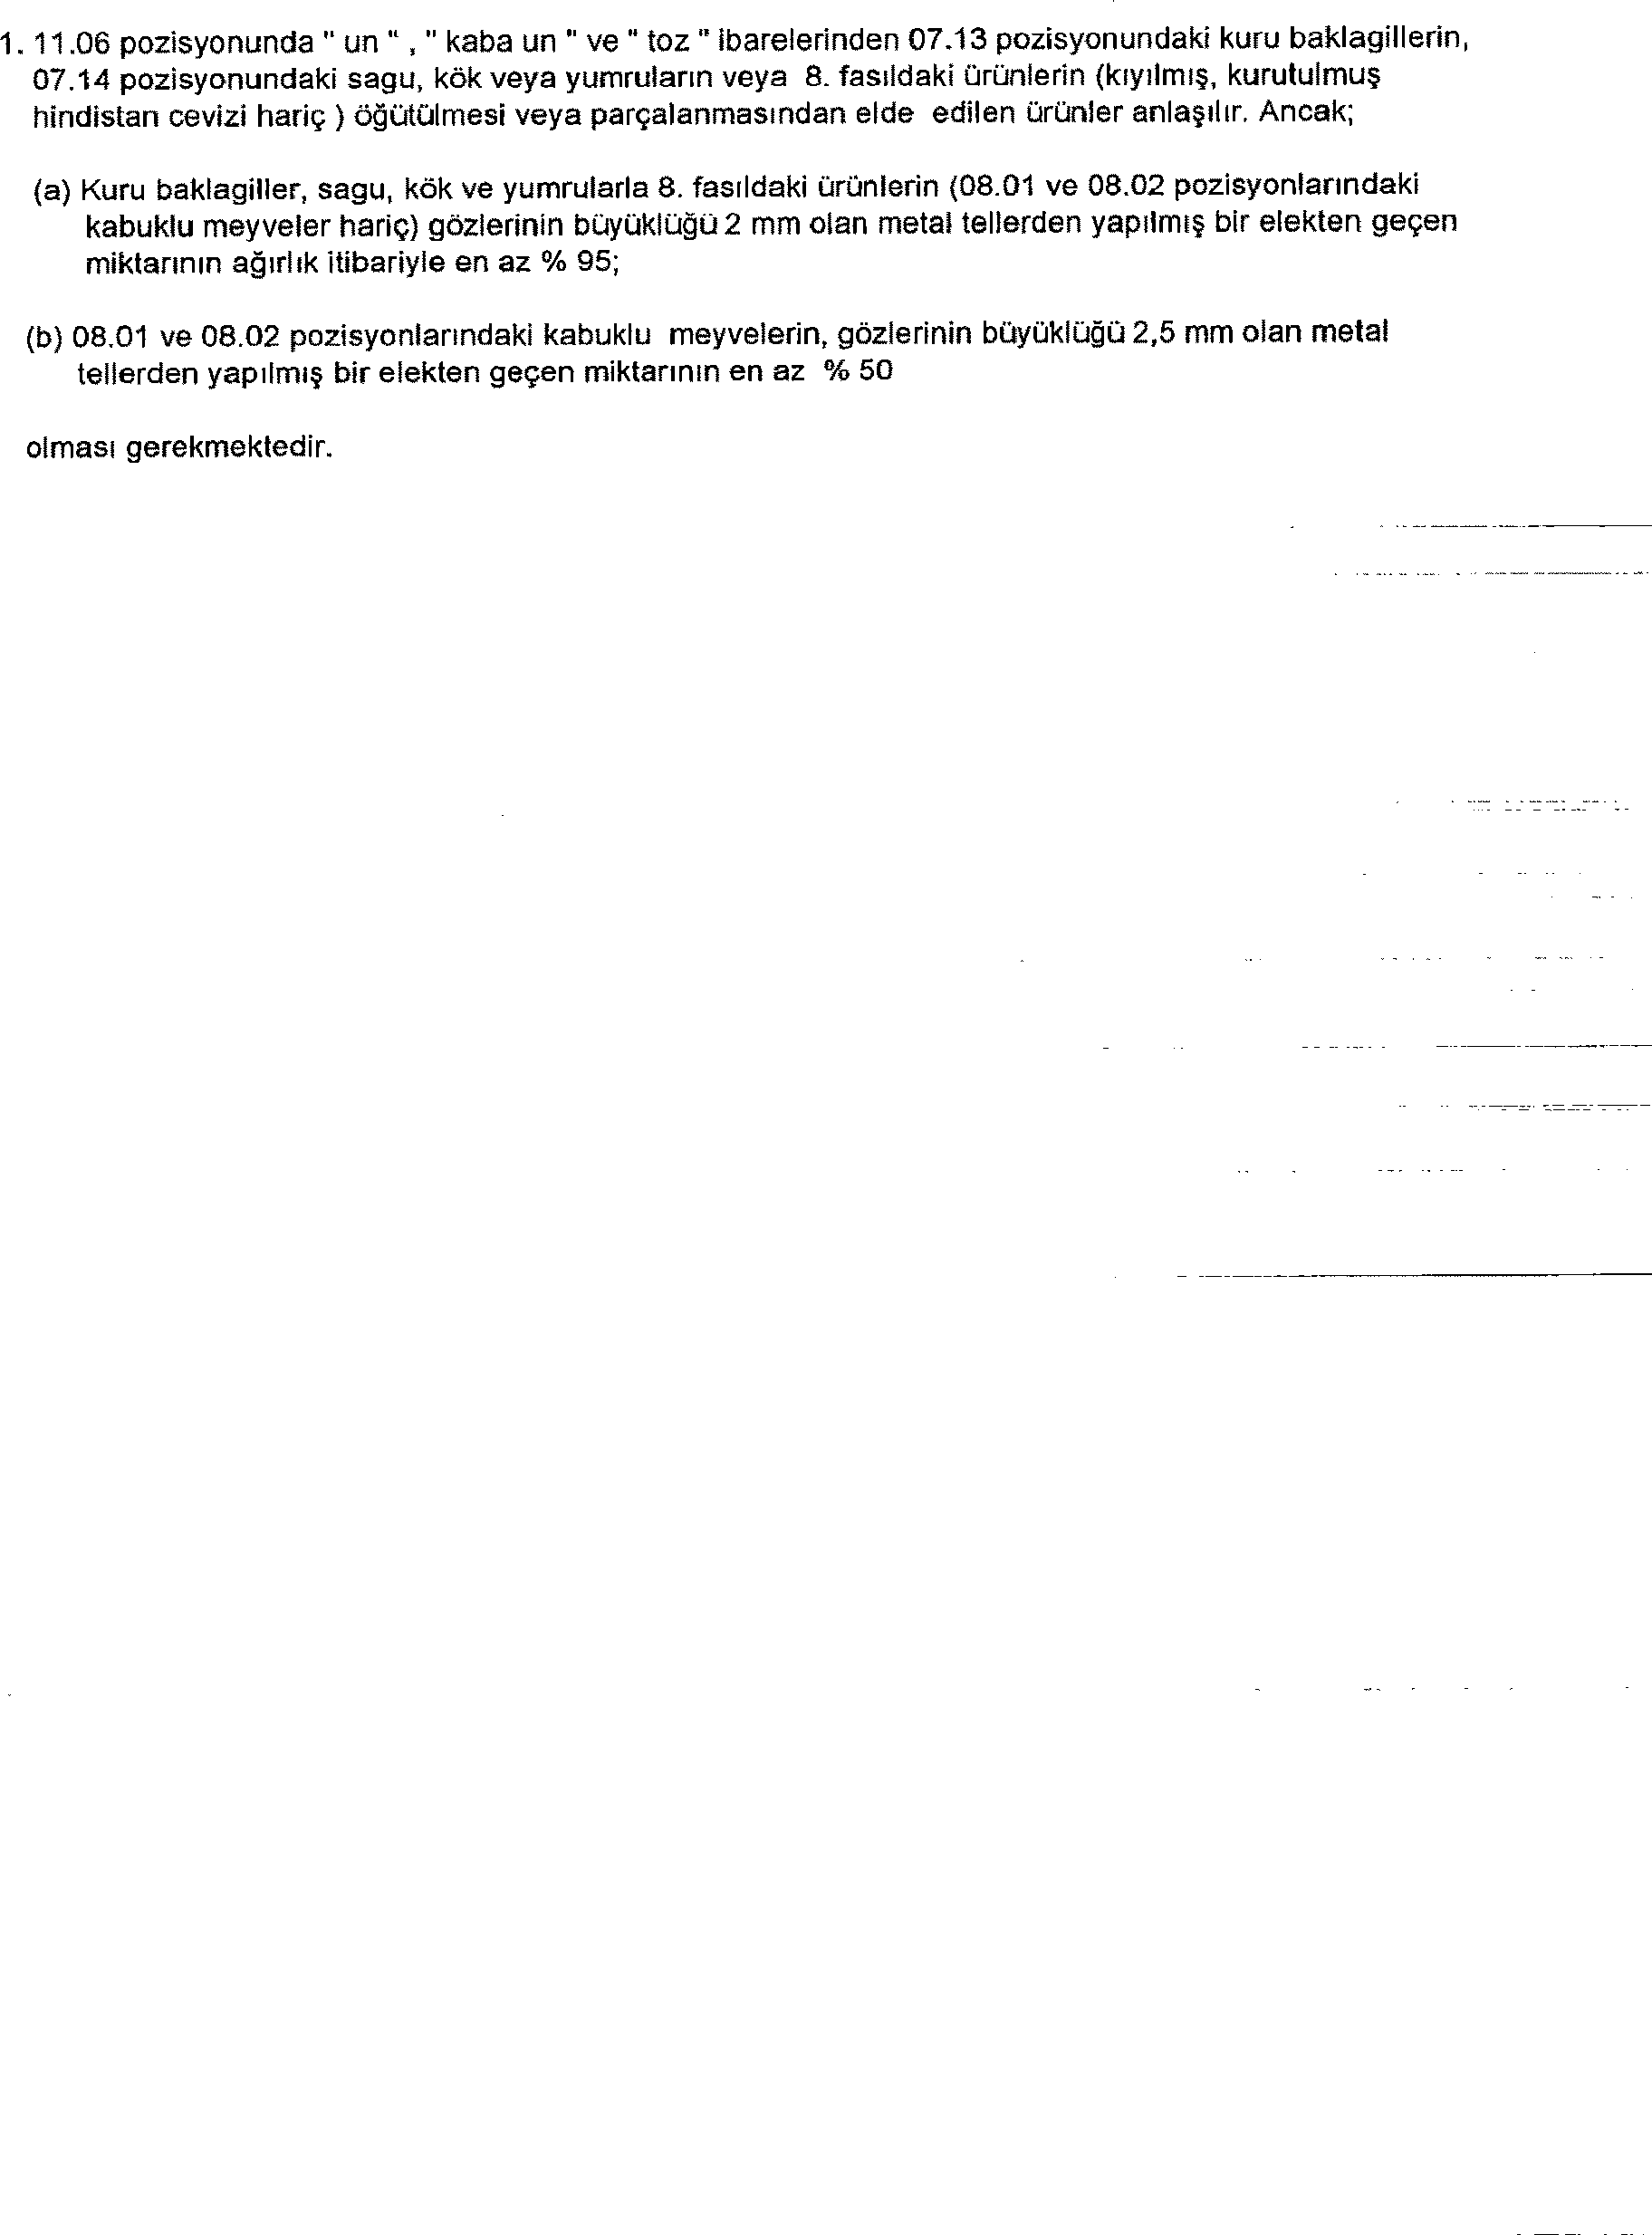 1. 11.06 pozisyonunda " un " , " kaba un " ve " toz " ibarelerinden 07.13 pozisyonundaki kuru baklagillerin,
07.14 pozisyonundaki sagu, kök veya yumruların veya 8. fasıldaki ürünlerin (kıyılmış, kurutulmuş
hindistan cevizi hariç ) öğütülmesi veya parçalanmasından elde edilen ürünler anlaşılır. Ancak;
(a) Kuru baklagiller, sagu, kök ve yumrularla 8. fasıldaki ürünlerin (08.01 ve 08.02 pozisyonlarındaki
kabuklu meyveler hariç) gözlerinin büyüklüğü 2 mm olan metal tellerden yapılmış bir elekten geçen
miktarının ağırlık itibariyle en az % 95;
(b) 08.01 ve 08.02 pozisyonlarındaki kabuklu meyvelerin, gözlerinin büyüklüğü 2,5 mm olan metal
tellerden yapılmış bir elekten geçen miktarının en az % 50
olması gerekmektedir.